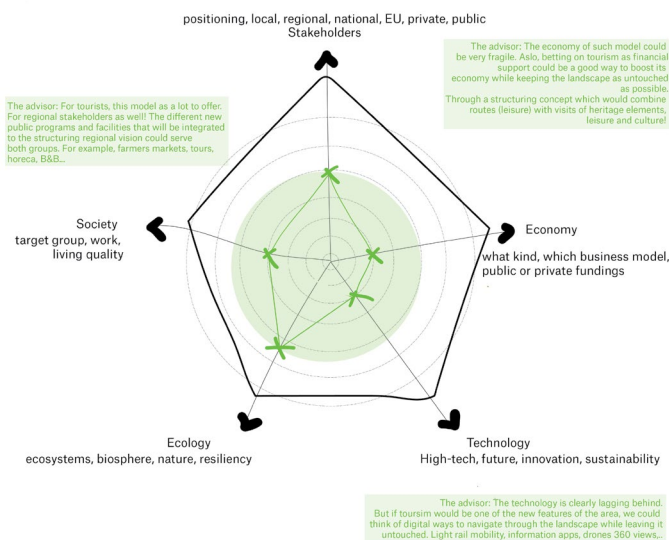 positioning, local, regional, national, EU, private, public
Stakeholders
The advisor: The economy of such model could
be very fragile. Aslo, betting on tourism as financial
support could be a good way to boost its
economy while keeping the landscape as untouched
as possible.
Through a structuring concept which would combine
routes (leisure) with visits of heritage elements,
leisure and culture!
The advisor: For tourists, this model as a lot to offer.
For regional stakeholders as well! The different new
public programs and facilities that will be integrated
to the structuring regional vision could serve
both groups. For example, farmers markets, tours,
horeca, B&B...
Society
target group, work,
living quality
Economy
what kind, which business model,
public or private fundings
Ecology
ecosystems, biosphere, nature, resiliency
Technology
High-tech, future, innovation, sustainability
The advisor: The technology is clearly lagging behind.
But if toursim would be one of the new features of the area, we could
think of digital ways to navigate through the landscape while leaving it
untouched. Light rail mobility, information apps, drones 360 views,..